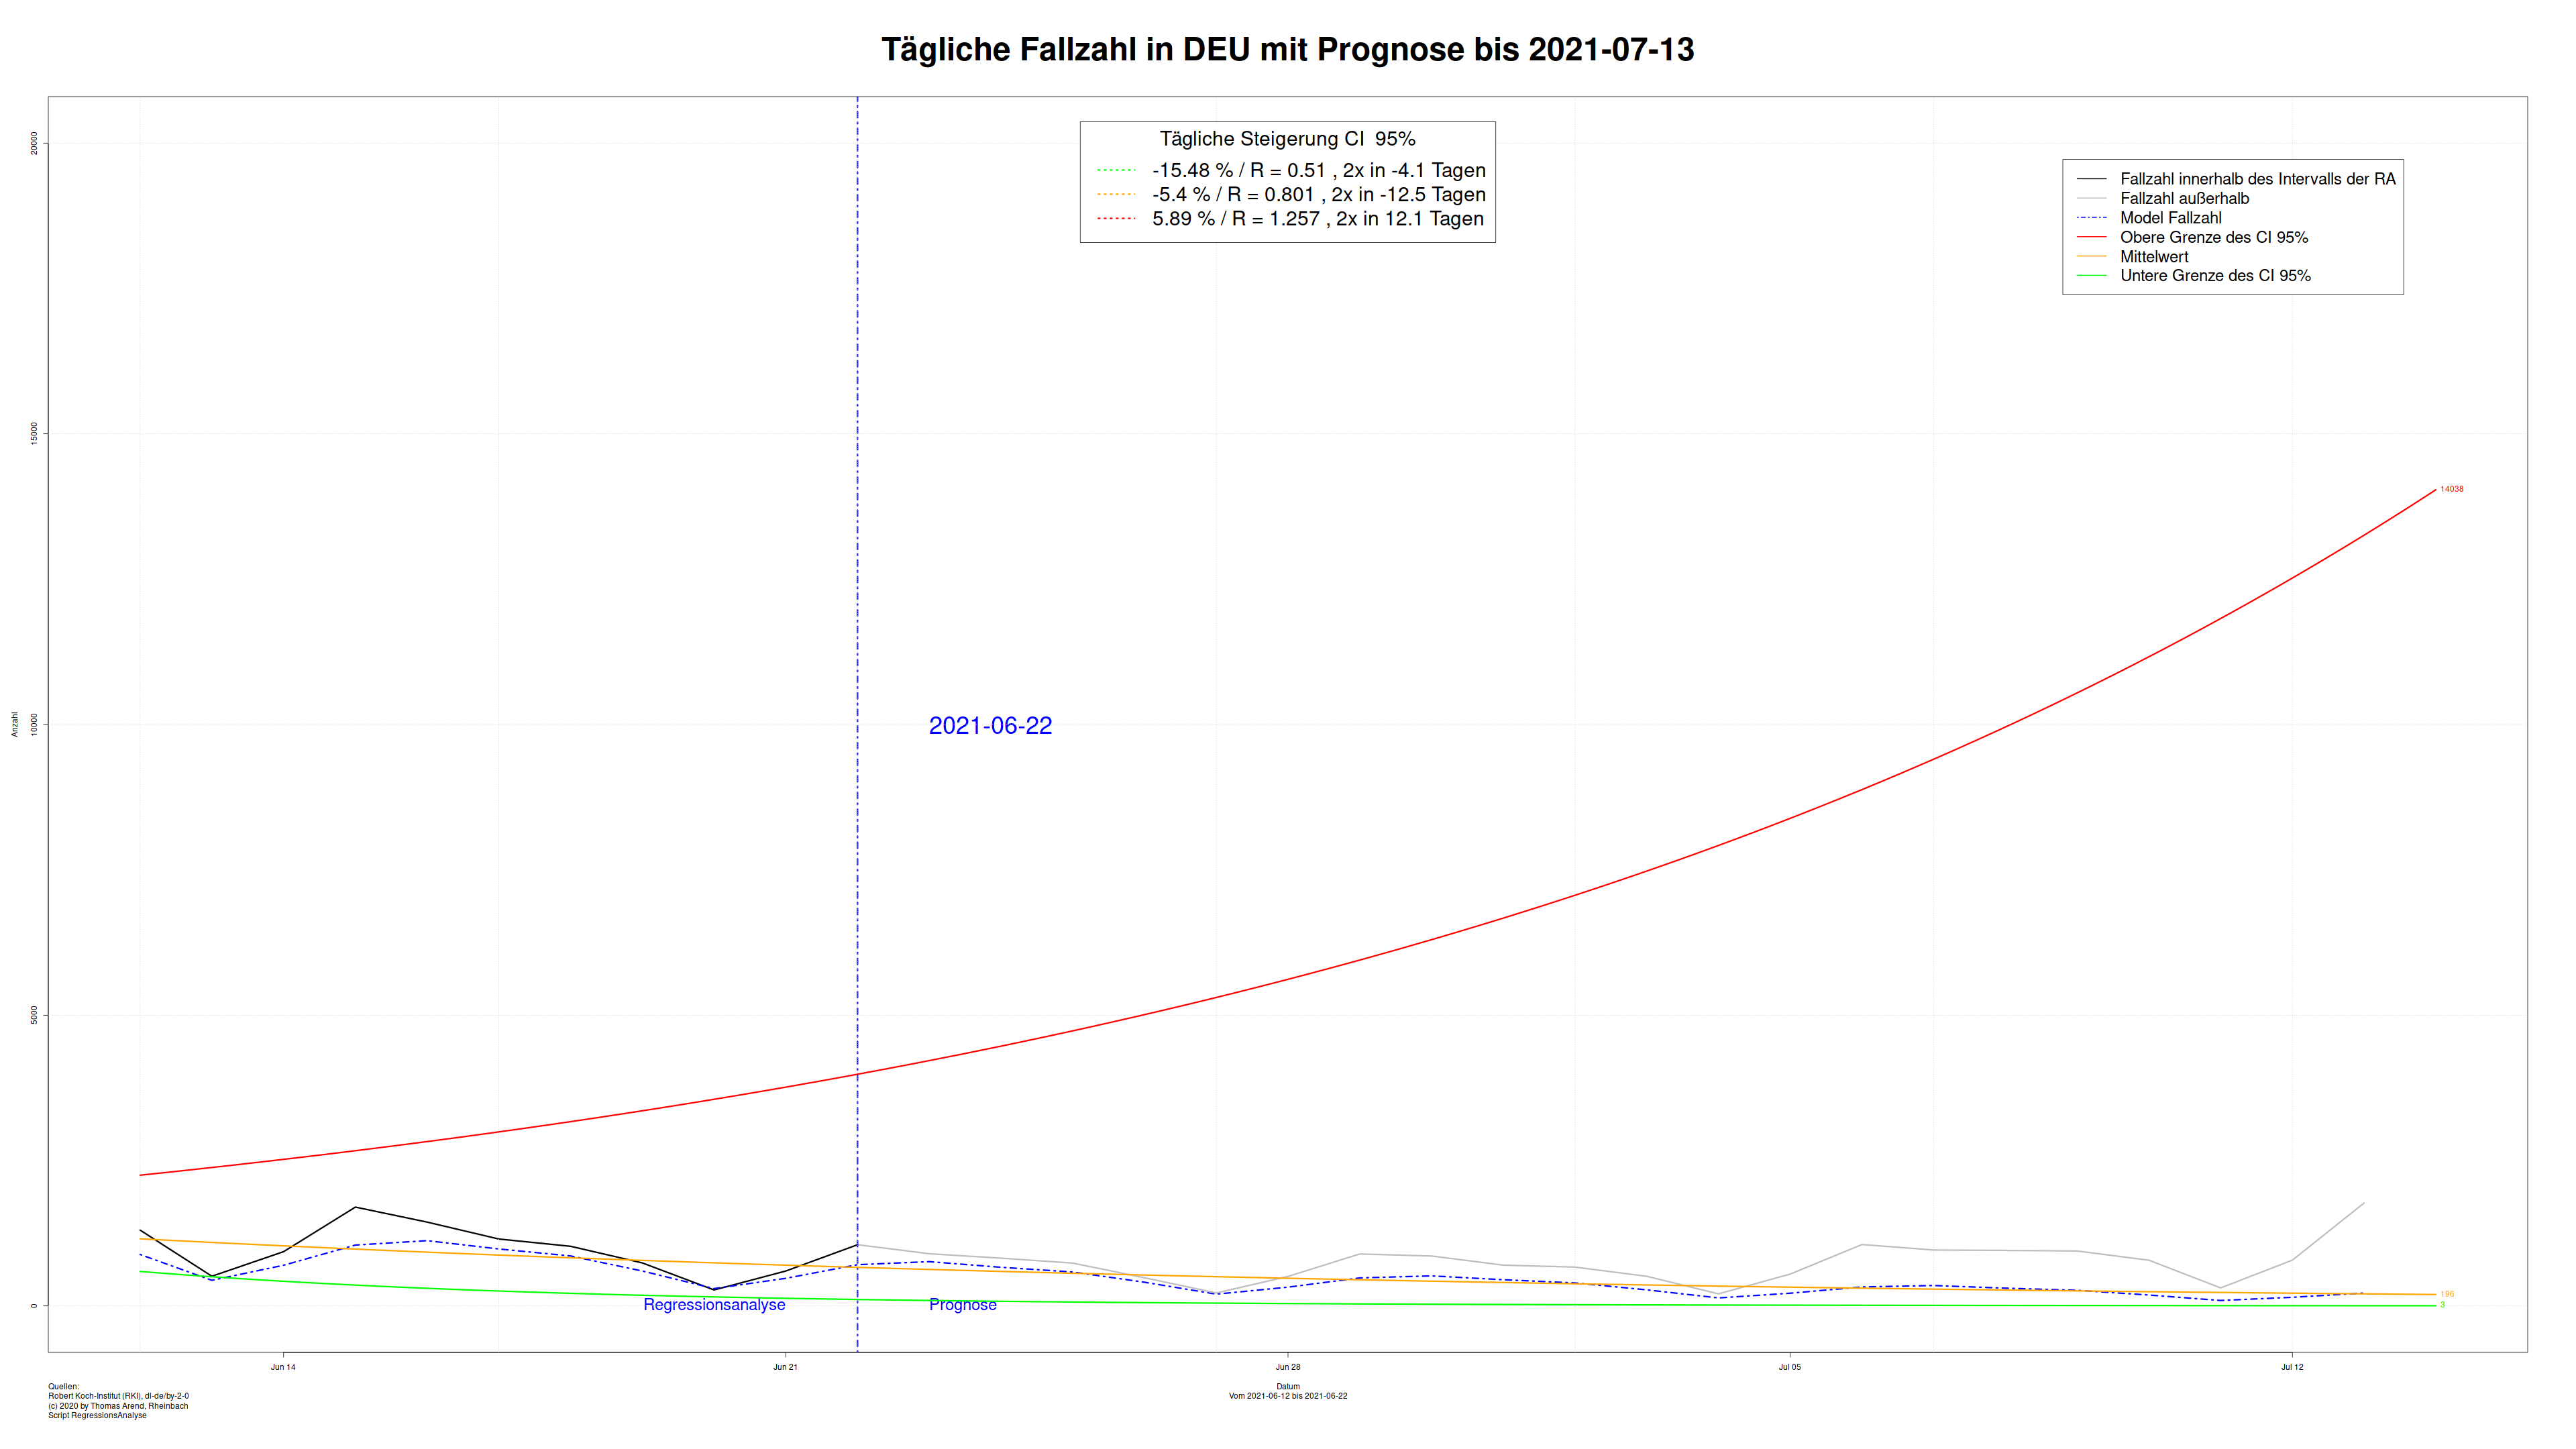 Tägliche Fallzahl in DEU mit Prognose bis 2021-07-13
Tägliche Steigerung CI  95%
-15.48 % / R = 0.51 , 2x in -4.1 Tagen
-5.4 % / R = 0.801 , 2x in -12.5 Tagen
5.89 % / R = 1.257 , 2x in 12.1 Tagen
Fallzahl innerhalb des Intervalls der RA
Fallzahl außerhalb
Model Fallzahl
Obere Grenze des CI 95%
Mittelwert
Untere Grenze des CI 95%
20000
15000
10000
5000
0
Anzahl
14038
2021-06-22
196
3
Regressionsanalyse
Prognose
Jun 14
Jun 21
Jun 28
Jul 05
Jul 12
Datum
Vom 2021-06-12 bis 2021-06-22
Quellen:
Robert Koch-Institut (RKI), dl-de/by-2-0
(c) 2020 by Thomas Arend, Rheinbach
Script RegressionsAnalyse